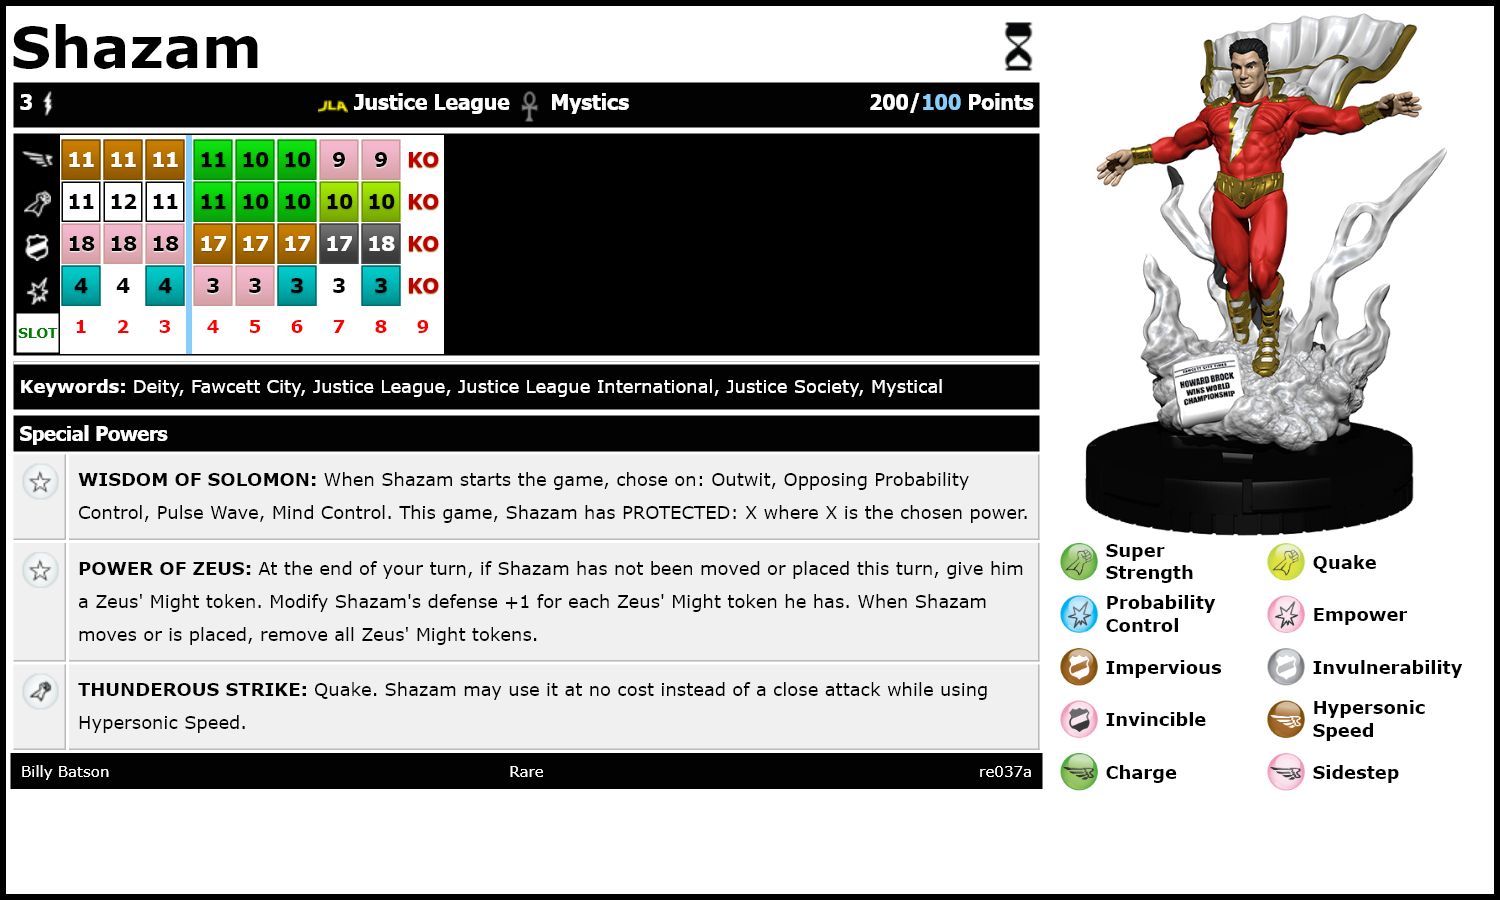 Shazam
3 JLA Justice League Mystics 200/100 Points
11 11 11 11 10 10 9 9 KO
11 12 11 11 10 10 10 10 KO
18 18 18 17 17 17 17 18 KO
4 4 4 3 3 3 3 3 KO
SLOT 1 2 3 4 5 6 7 8 9
Keywords: Deity, Fawcett City, Justice League, Justice League International, Justice Society, Mystical
Special Powers
WISDOM OF SOLOMON: When Shazam starts the game, chose on: Outwit, Opposing Probability
Control, Pulse Wave, Mind Control. This game, Shazam has PROTECTED: X where X is the chosen power.
POWER OF ZEUS: At the end of your turn, if Shazam has not been moved or placed this turn, give him
a Zeus' Might token. Modify Shazam's defense +1 for each Zeus' Might token he has. When Shazam
moves or is placed, remove all Zeus' Might tokens.
THUNDEROUS STRIKE: Quake. Shazam may use it at no cost instead of a close attack while using
Hypersonic Speed.
Billy Batson Rare re037a
FAWCETT CITY TIMES
HOWARD BROCK
WINS WORLD
CHAMPIONSHIP
Super
Strength
Quake
Probability
Control
Empower
Impervious
Invulnerability
Invincible
Hypersonic
Speed
Charge
Sidestep